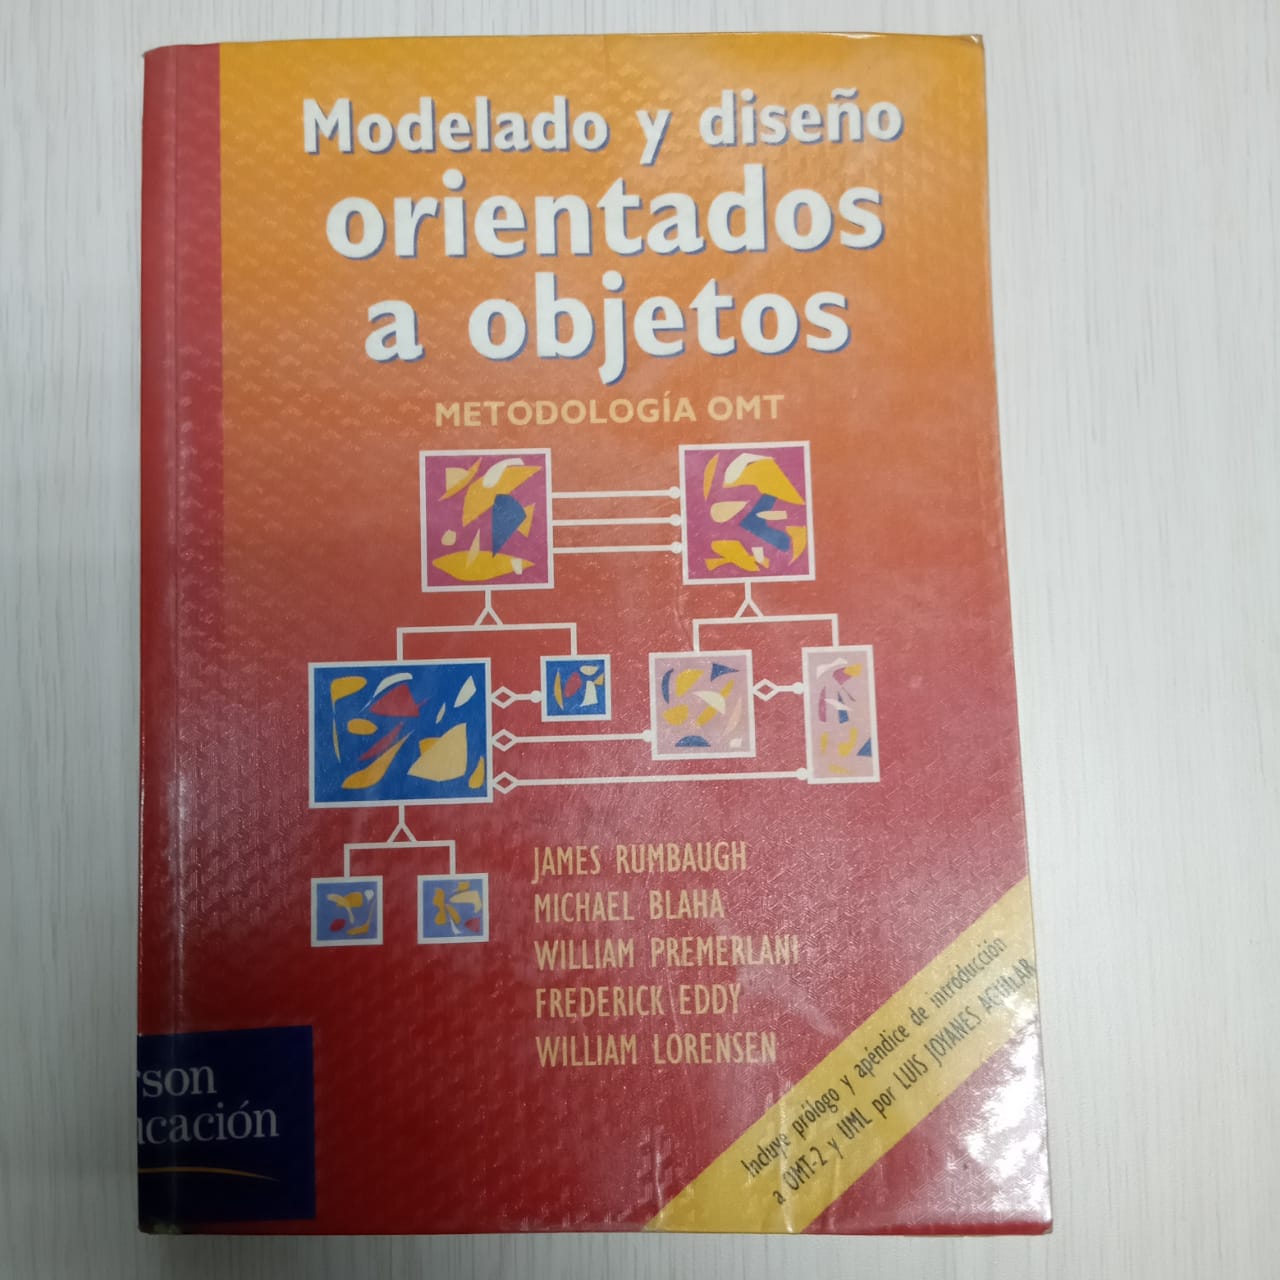 Modelado y diseño
orientados
a objetos
METODOLOGÍA OMT
JAMES RUMBAUGH
MICHAEL BLAHA
WILLIAM PREMERLANI
FREDERICK EDDY
WILLIAM LORENSEN
Incluye prólogo y apéndice de introducción
a OMT-2 y UML por LUIS JOYANES AGUILAR
rson
ucación